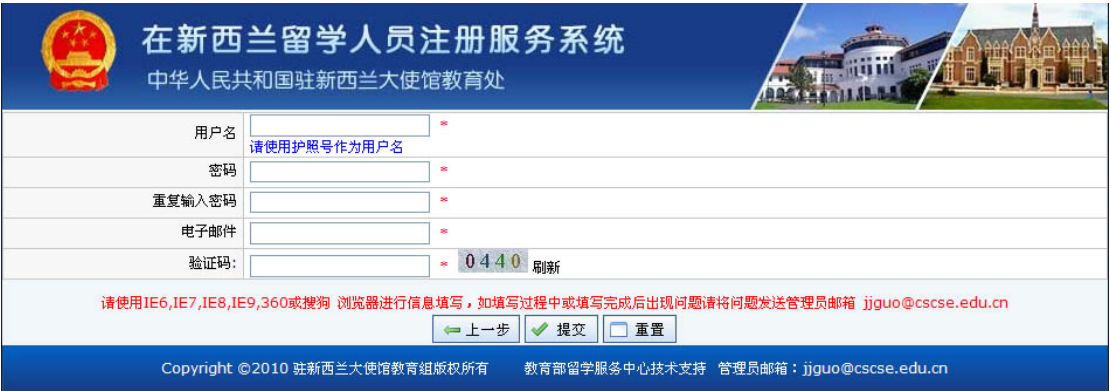 在新西兰留学人员注册服务系统
中华人民共和国驻新西兰大使馆教育处
用户名 *
请使用护照号作为用户名
密码 *
重复输入密码 *
电子邮件 *
验证码: * 0440 刷新
请使用IE6,IE7,IE8,IE9,360或搜狗 浏览器进行信息填写，如填写过程中或填写完成后出现问题请将问题发送管理员邮箱 jjguo@cscse.edu.cn
上一步 提交 重置
Copyright ©2010 驻新西兰大使馆教育组版权所有 教育部留学服务中心技术支持 管理员邮箱：jjguo@cscse.edu.cn